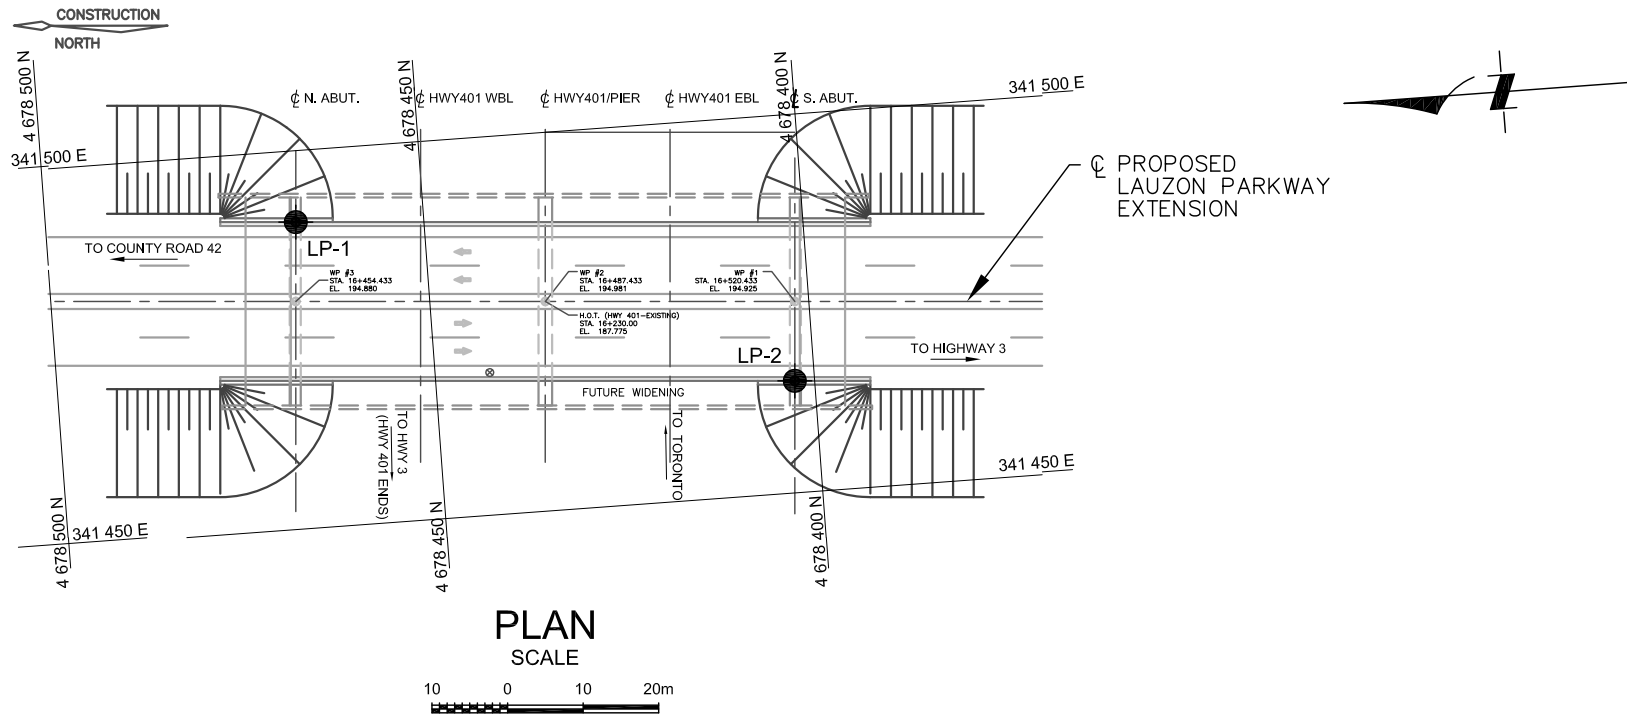 CONSTRUCTION
NORTH
4 678 500 N
4 678 450 N
4 678 400 N
341 500 E
℄ N. ABUT.
℄ HWY401 WBL
℄ HWY401/PIER
℄ HWY401 EBL
℄ S. ABUT.
341 500 E
℄ PROPOSED
LAUZON PARKWAY
EXTENSION
TO COUNTY ROAD 42
LP-1
WP #3
STA. 16+454.433
EL. 194.880
WP #2
STA. 16+487.433
EL. 194.981
WP #1
STA. 16+520.433
EL. 194.925
H.O.T. (HWY 401-EXISTING)
STA. 16+230.00
EL. 187.775
LP-2
TO HIGHWAY 3
FUTURE WIDENING
TO HWY 3
(HWY 401 ENDS)
TO TORONTO
341 450 E
341 450 E
4 678 500 N
4 678 450 N
4 678 400 N
PLAN
SCALE
10 0 10 20m